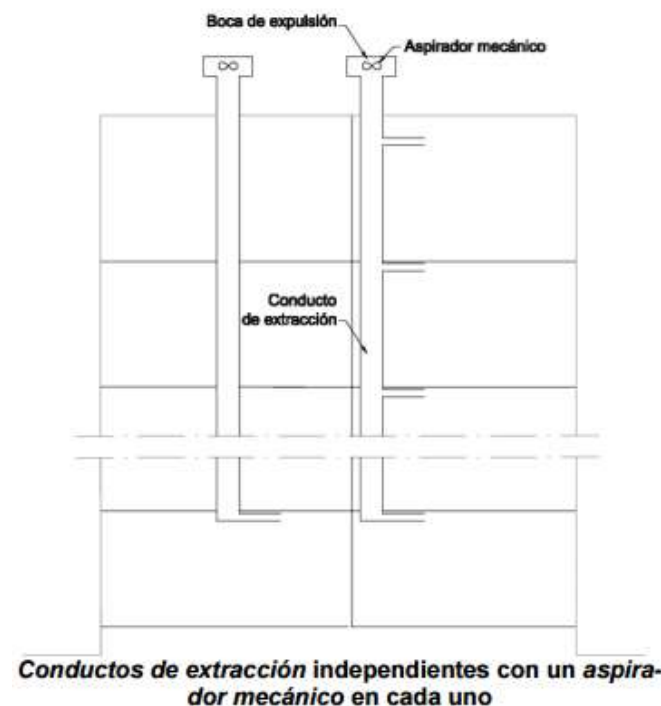 Boca de expulsión
Aspirador mecánico
Conducto
de extracción
Conductos de extracción independientes con un aspira-
dor mecánico en cada uno